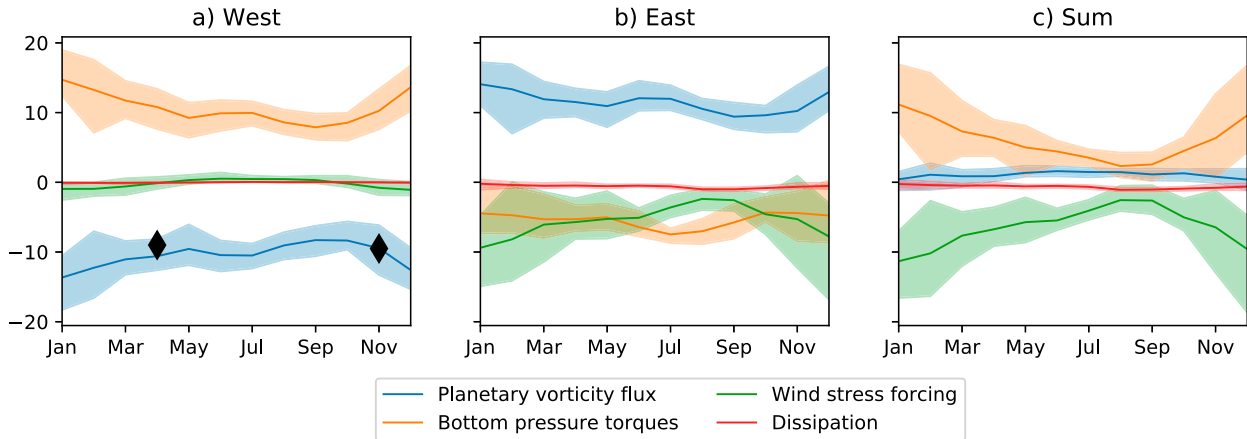 a) West
b) East
c) Sum
20
10
0
−10
−20
Jan Mar May Jul Sep Nov
Jan Mar May Jul Sep Nov
Jan Mar May Jul Sep Nov
Planetary vorticity flux
Bottom pressure torques
Wind stress forcing
Dissipation